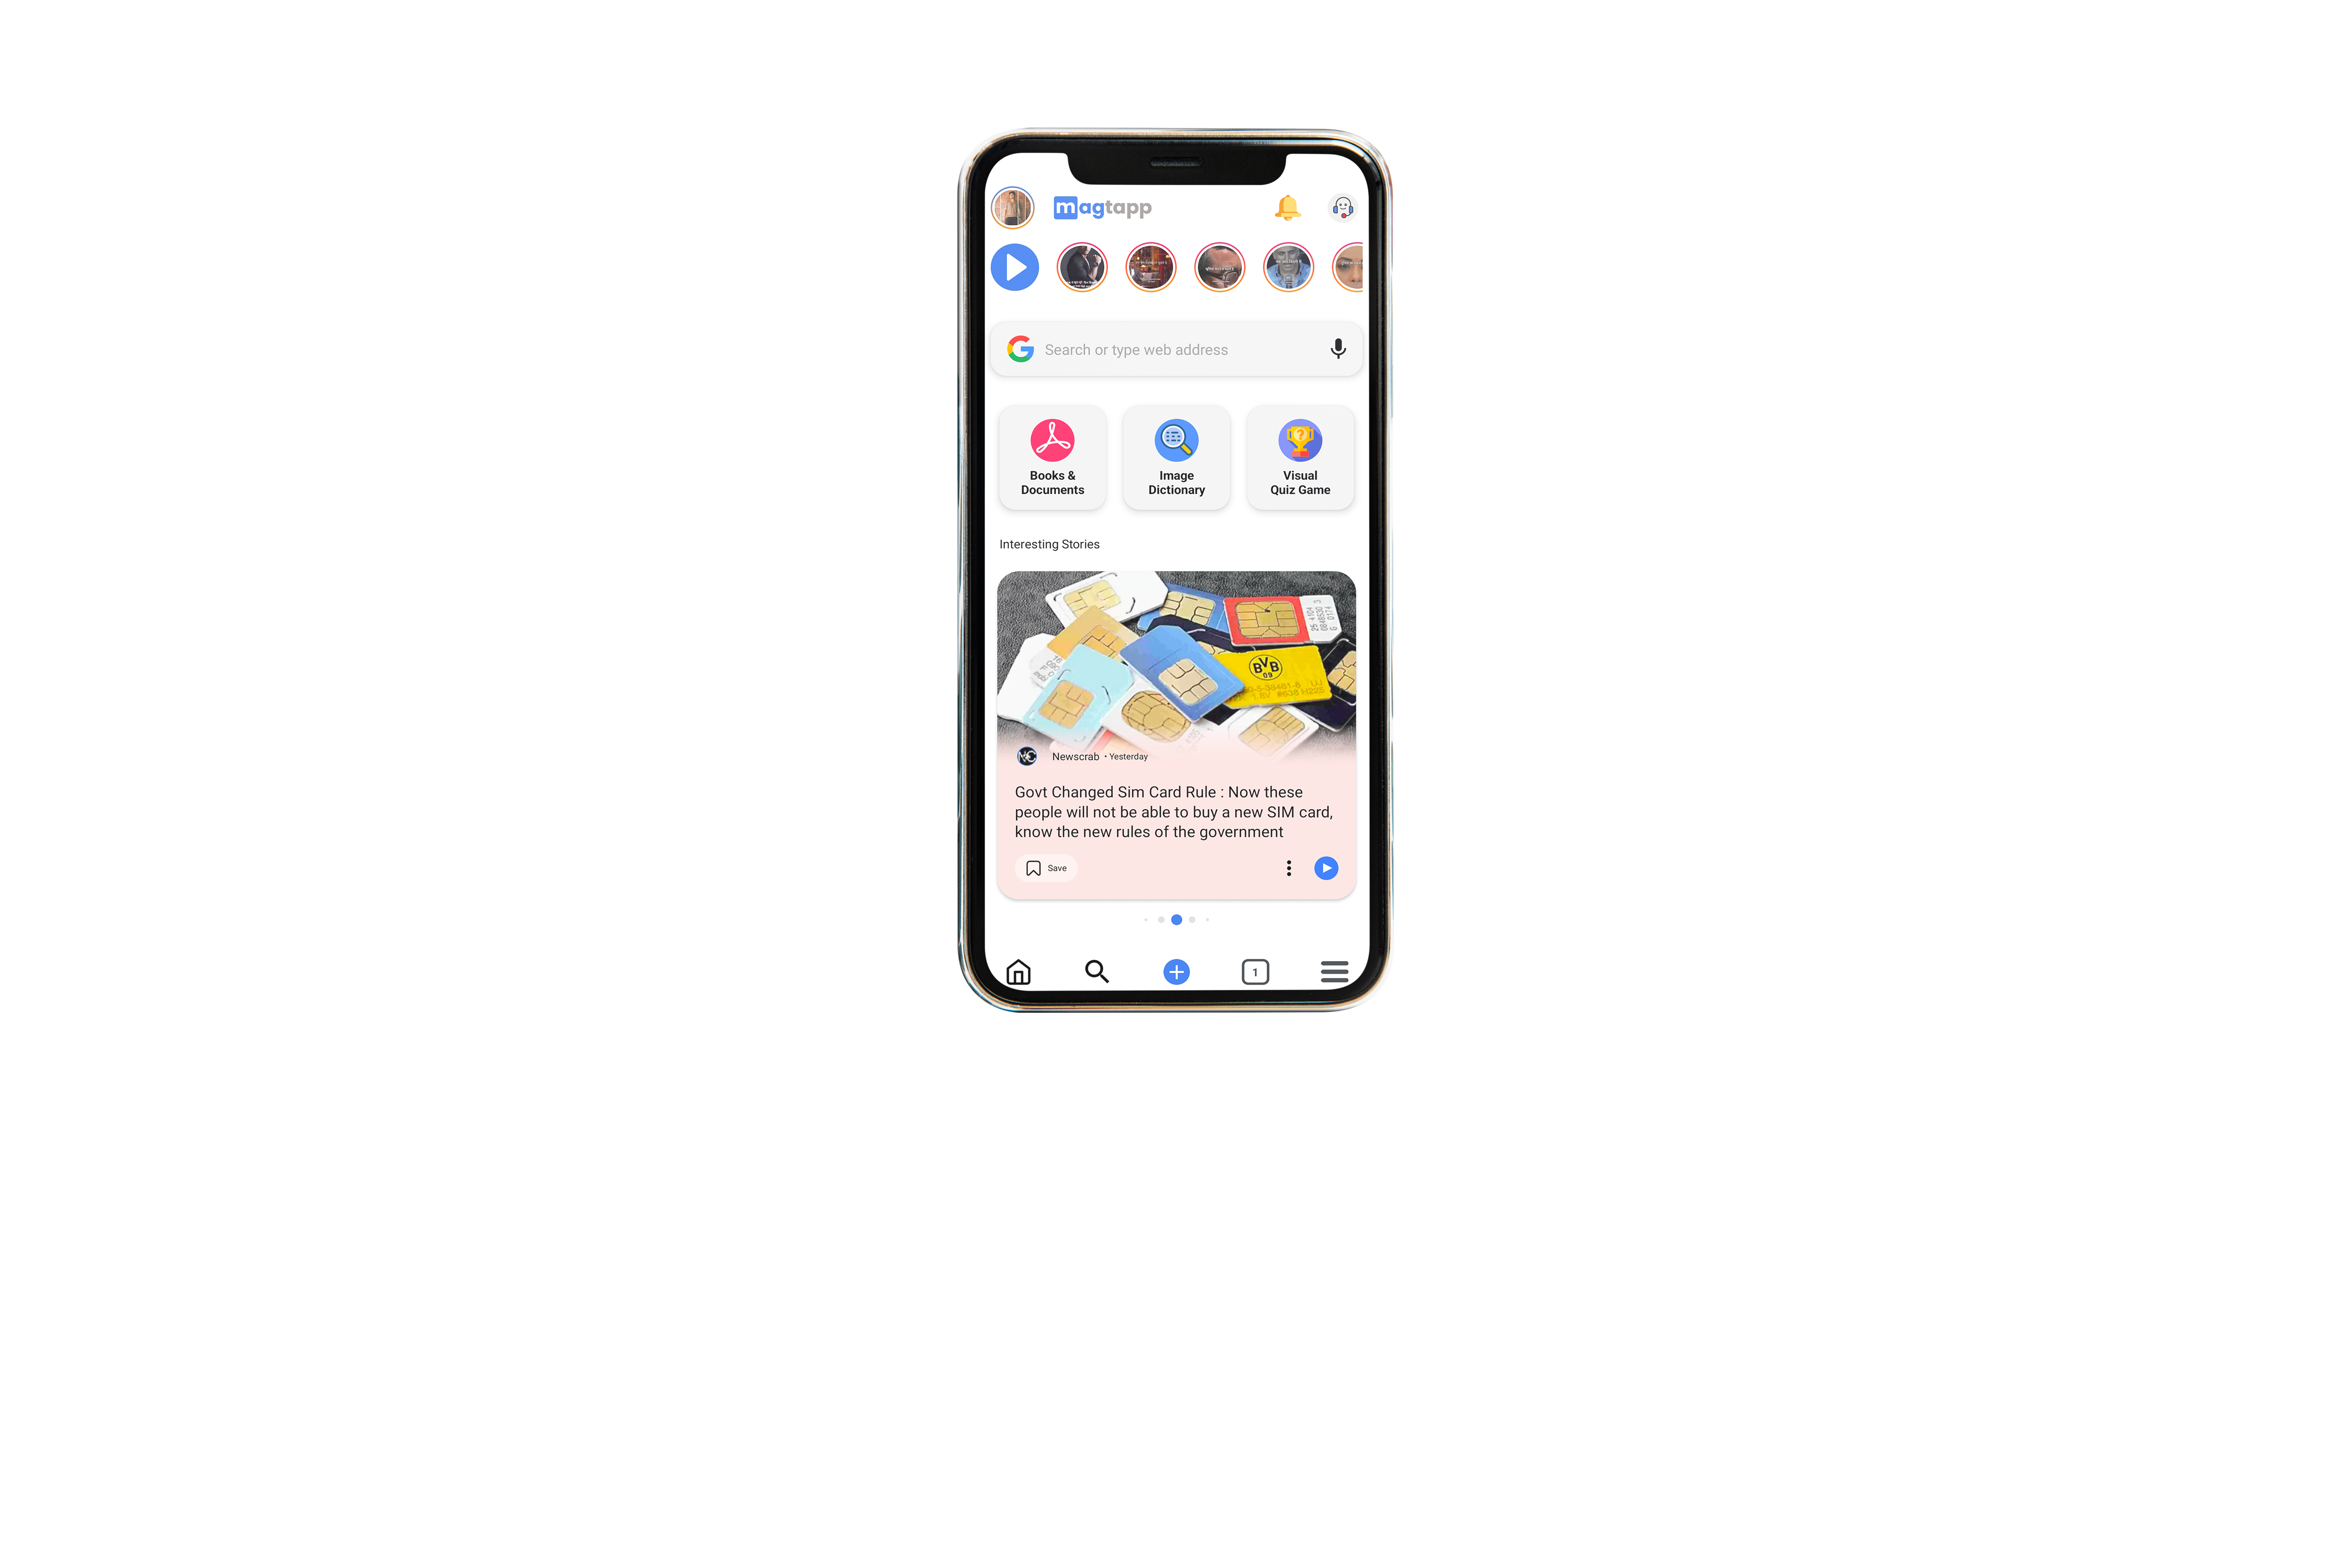 magtapp
Search or type web address
Books &
Documents
Image
Dictionary
Visual
Quiz Game
Interesting Stories
BVB
09
Newscrab • Yesterday
Govt Changed Sim Card Rule : Now these
people will not be able to buy a new SIM card,
know the new rules of the government
Save
1